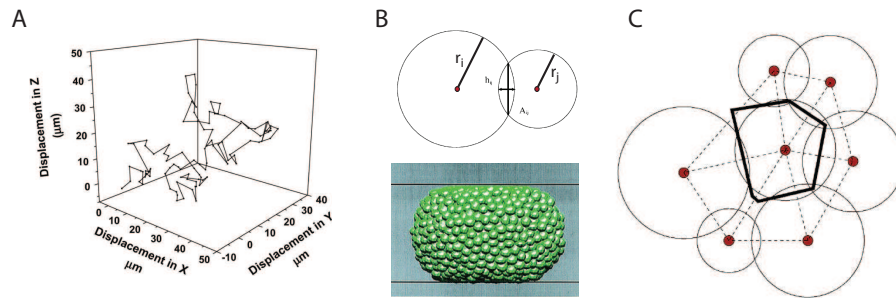 A
B
C
50
40
30
20
10
0
Displacement in Z
(μm)
0
10
20
30
40
50
Displacement in X
μm
-10
0
10
20
30
40
Displacement in Y
μm
r_i
r_j
h_ij
A_ij